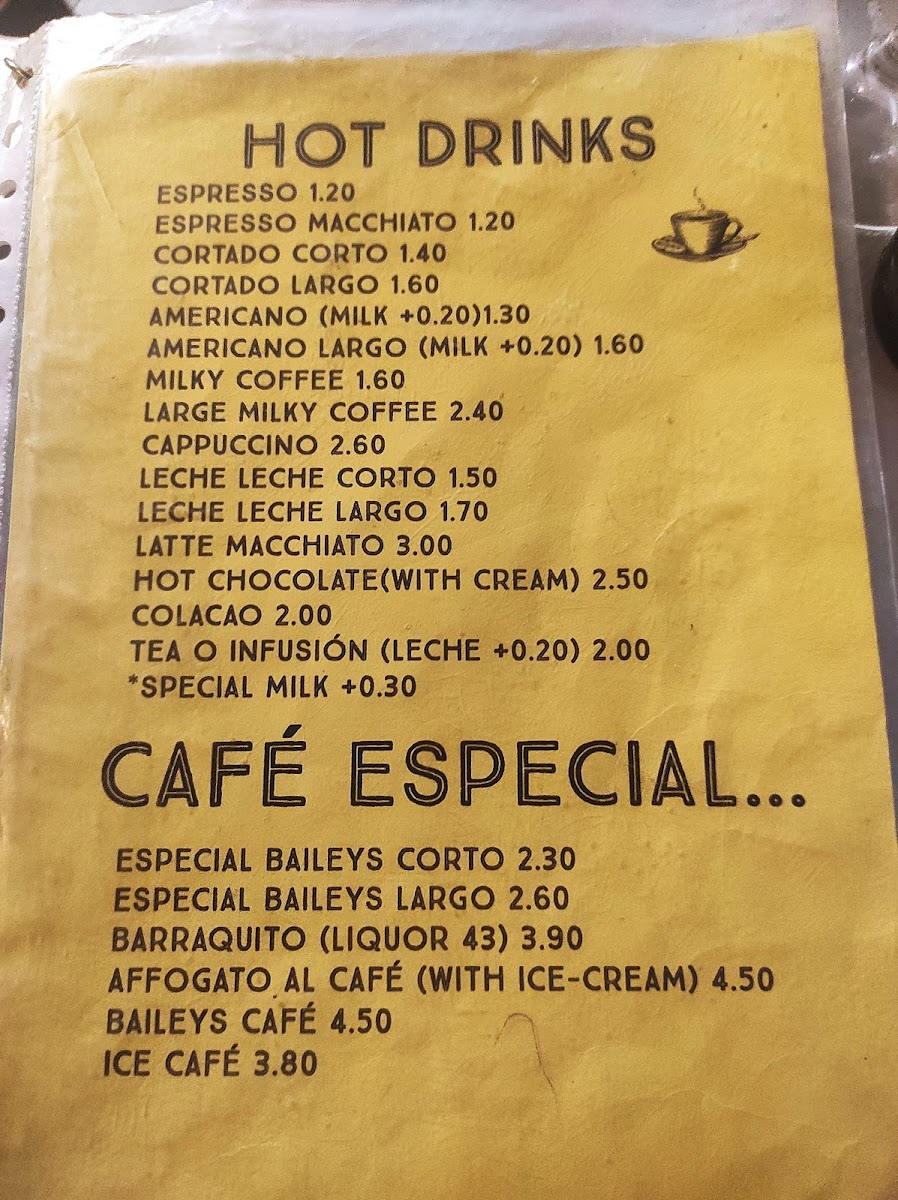 HOT DRINKS
ESPRESSO 1.20
ESPRESSO MACCHIATO 1.20
CORTADO CORTO 1.40
CORTADO LARGO 1.60
AMERICANO (MILK +0.20)1.30
AMERICANO LARGO (MILK +0.20) 1.60
MILKY COFFEE 1.60
LARGE MILKY COFFEE 2.40
CAPPUCCINO 2.60
LECHE LECHE CORTO 1.50
LECHE LECHE LARGO 1.70
LATTE MACCHIATO 3.00
HOT CHOCOLATE(WITH CREAM) 2.50
COLACAO 2.00
TEA O INFUSIÓN (LECHE +0.20) 2.00
*SPECIAL MILK +0.30
CAFÉ ESPECIAL...
ESPECIAL BAILEYS CORTO 2.30
ESPECIAL BAILEYS LARGO 2.60
BARRAQUITO (LIQUOR 43) 3.90
AFFOGATO AL CAFÉ (WITH ICE-CREAM) 4.50
BAILEYS CAFÉ 4.50
ICE CAFÉ 3.80